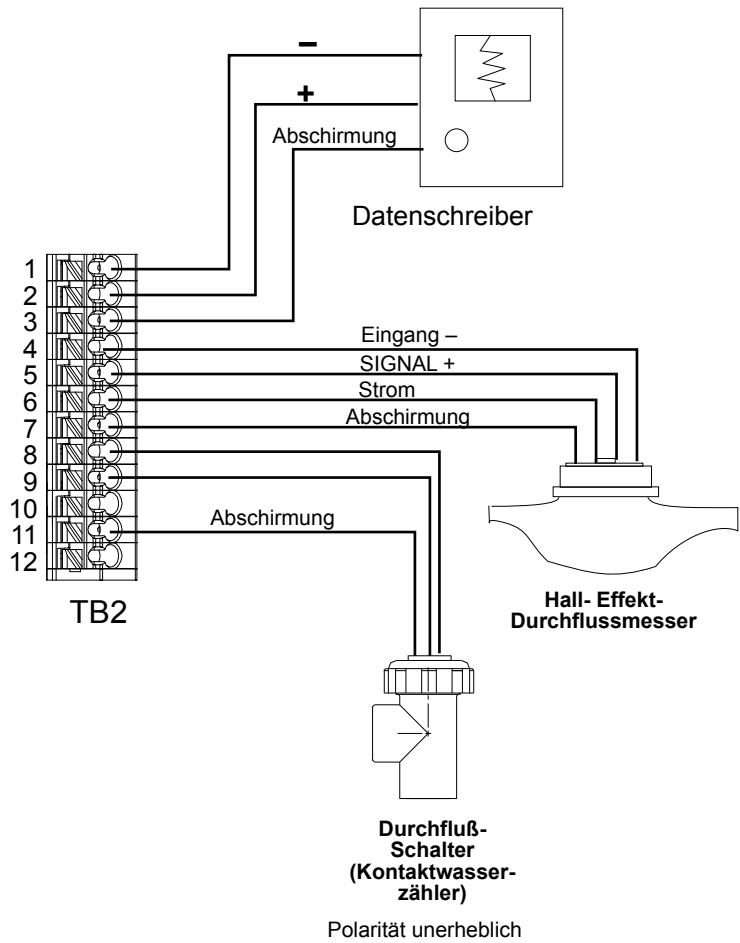 –
+
Abschirmung
Datenschreiber
1
2
3
4
5
6
7
8
9
10
11
12
TB2
Eingang –
SIGNAL +
Strom
Abschirmung
Abschirmung
Hall- Effekt-
Durchflussmesser
Durchfluß-
Schalter
(Kontaktwasser-
zähler)
Polarität unerheblich